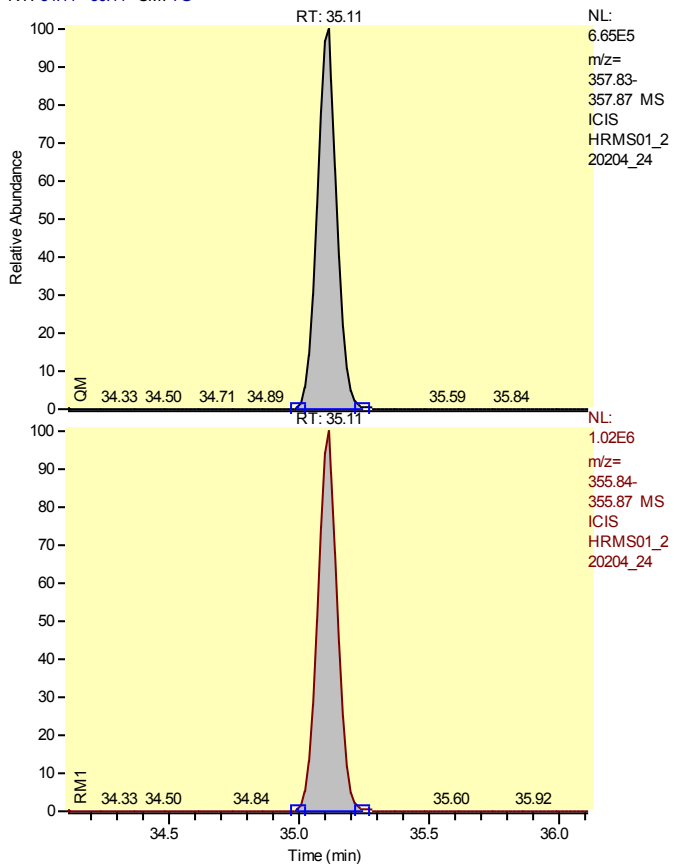 RT: 35.11
NL:
6.65E5
m/z=
357.83-
357.87 MS
ICIS
HRMS01_2
20204_24
100
90
80
70
60
50
40
30
20
10
0
Relative Abundance
QM
34.33 34.50 34.71 34.89 35.59 35.84
RT: 35.11
NL:
1.02E6
m/z=
355.84-
355.87 MS
ICIS
HRMS01_2
20204_24
100
90
80
70
60
50
40
30
20
10
0
RM1
34.33 34.50 34.84 35.60 35.92
34.5 35.0 35.5 36.0
Time (min)